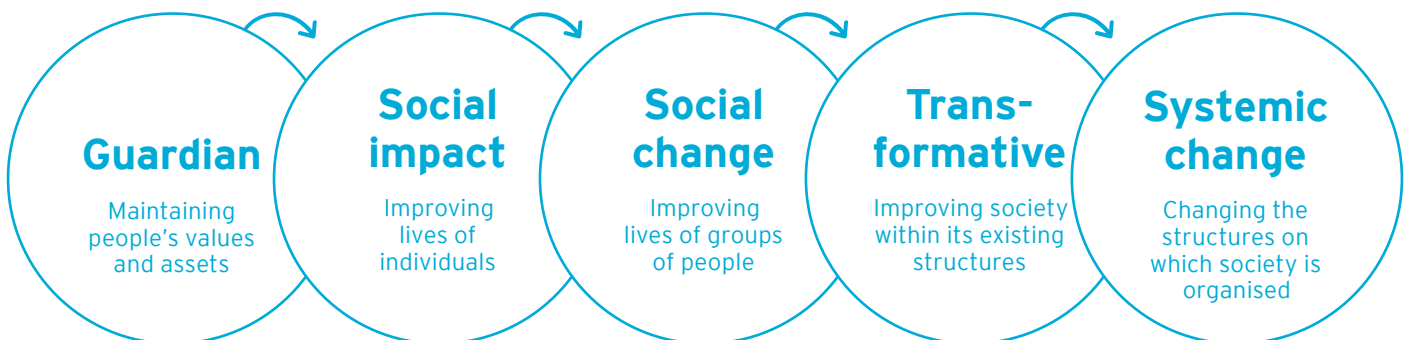 Guardian
Maintaining
people's values
and assets
Social
impact
Improving
lives of
individuals
Social
change
Improving
lives of groups
of people
Trans-
formative
Improving society
within its existing
structures
Systemic
change
Changing the
structures on
which society is
organised